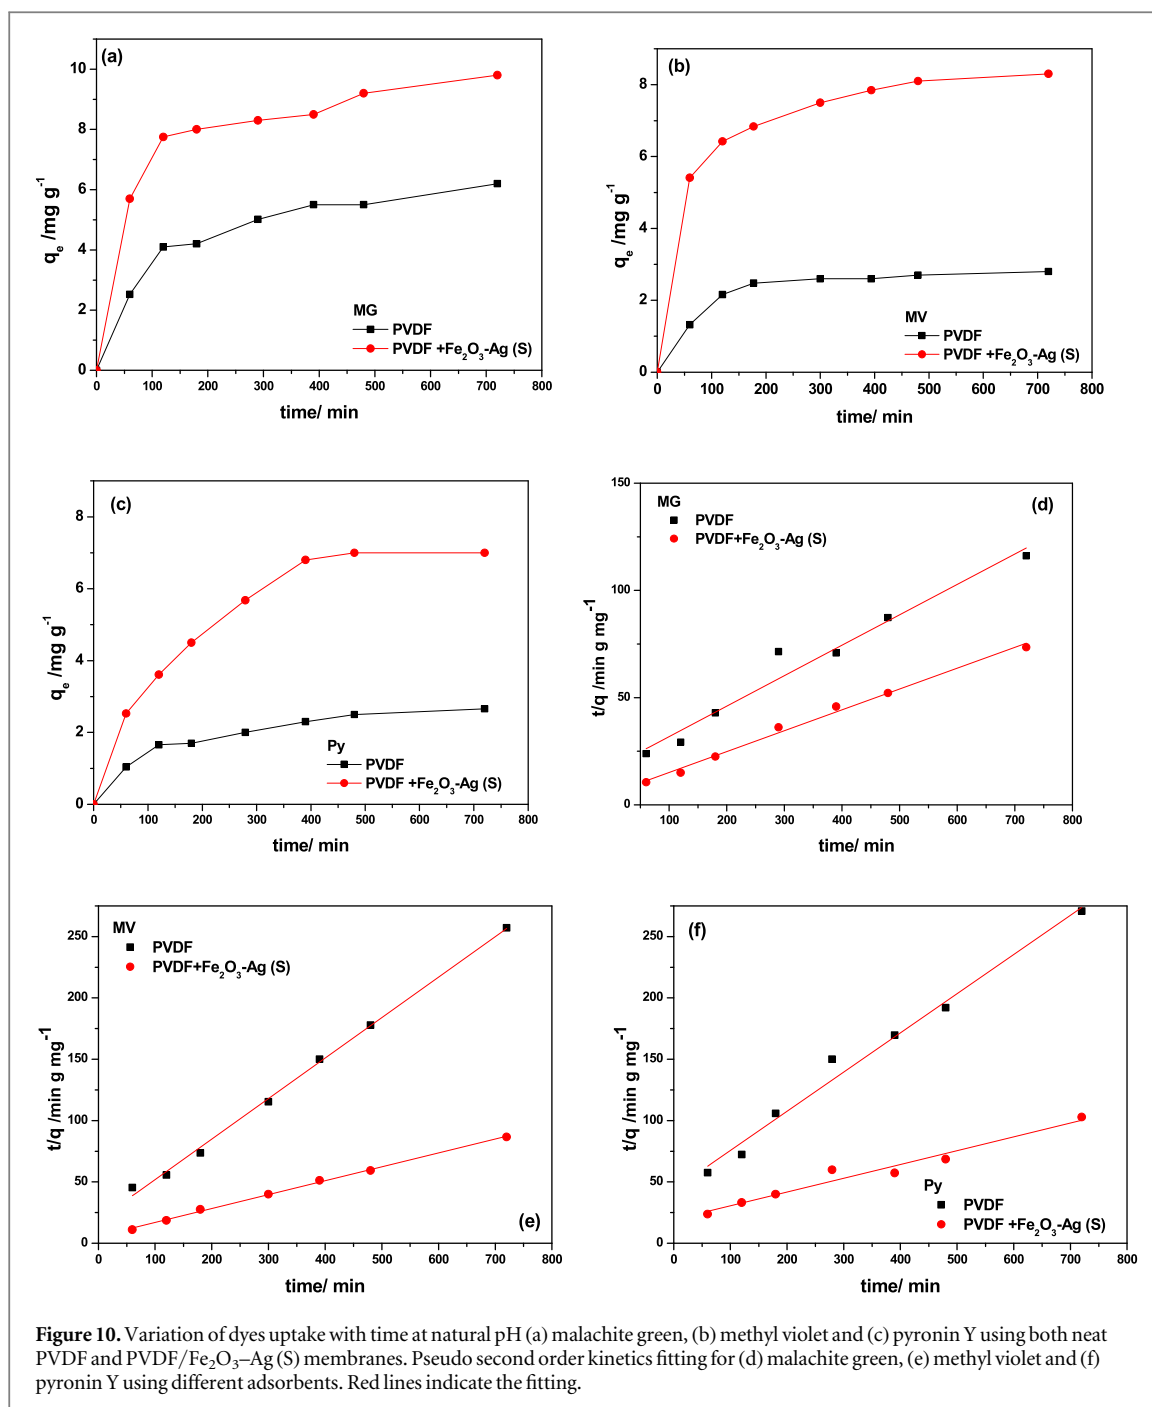 (a)
10
8
6
4
2
0
qₑ /mg g⁻¹
MG
PVDF
PVDF +Fe₂O₃-Ag (S)
0 100 200 300 400 500 600 700 800
time/ min
(b)
8
6
4
2
0
qₑ /mg g⁻¹
MV
PVDF
PVDF +Fe₂O₃-Ag (S)
0 100 200 300 400 500 600 700 800
time/ min
(c)
8
6
4
2
0
qₑ /mg g⁻¹
Py
PVDF
PVDF +Fe₂O₃-Ag (S)
0 100 200 300 400 500 600 700 800
time/ min
(d)
150
100
50
0
t/q /min g mg⁻¹
MG
PVDF
PVDF+Fe₂O₃-Ag (S)
100 200 300 400 500 600 700 800
time/ min
MV
PVDF
PVDF+Fe₂O₃-Ag (S)
250
200
150
100
50
0
t/q /min g mg⁻¹
(e)
0 100 200 300 400 500 600 700 800
time/ min
(f)
250
200
150
100
50
0
t/q /min g mg⁻¹
Py
PVDF
PVDF +Fe₂O₃-Ag (S)
0 100 200 300 400 500 600 700 800
time/ min
Figure 10. Variation of dyes uptake with time at natural pH (a) malachite green, (b) methyl violet and (c) pyronin Y using both neat
PVDF and PVDF/Fe₂O₃–Ag (S) membranes. Pseudo second order kinetics fitting for (d) malachite green, (e) methyl violet and (f)
pyronin Y using different adsorbents. Red lines indicate the fitting.